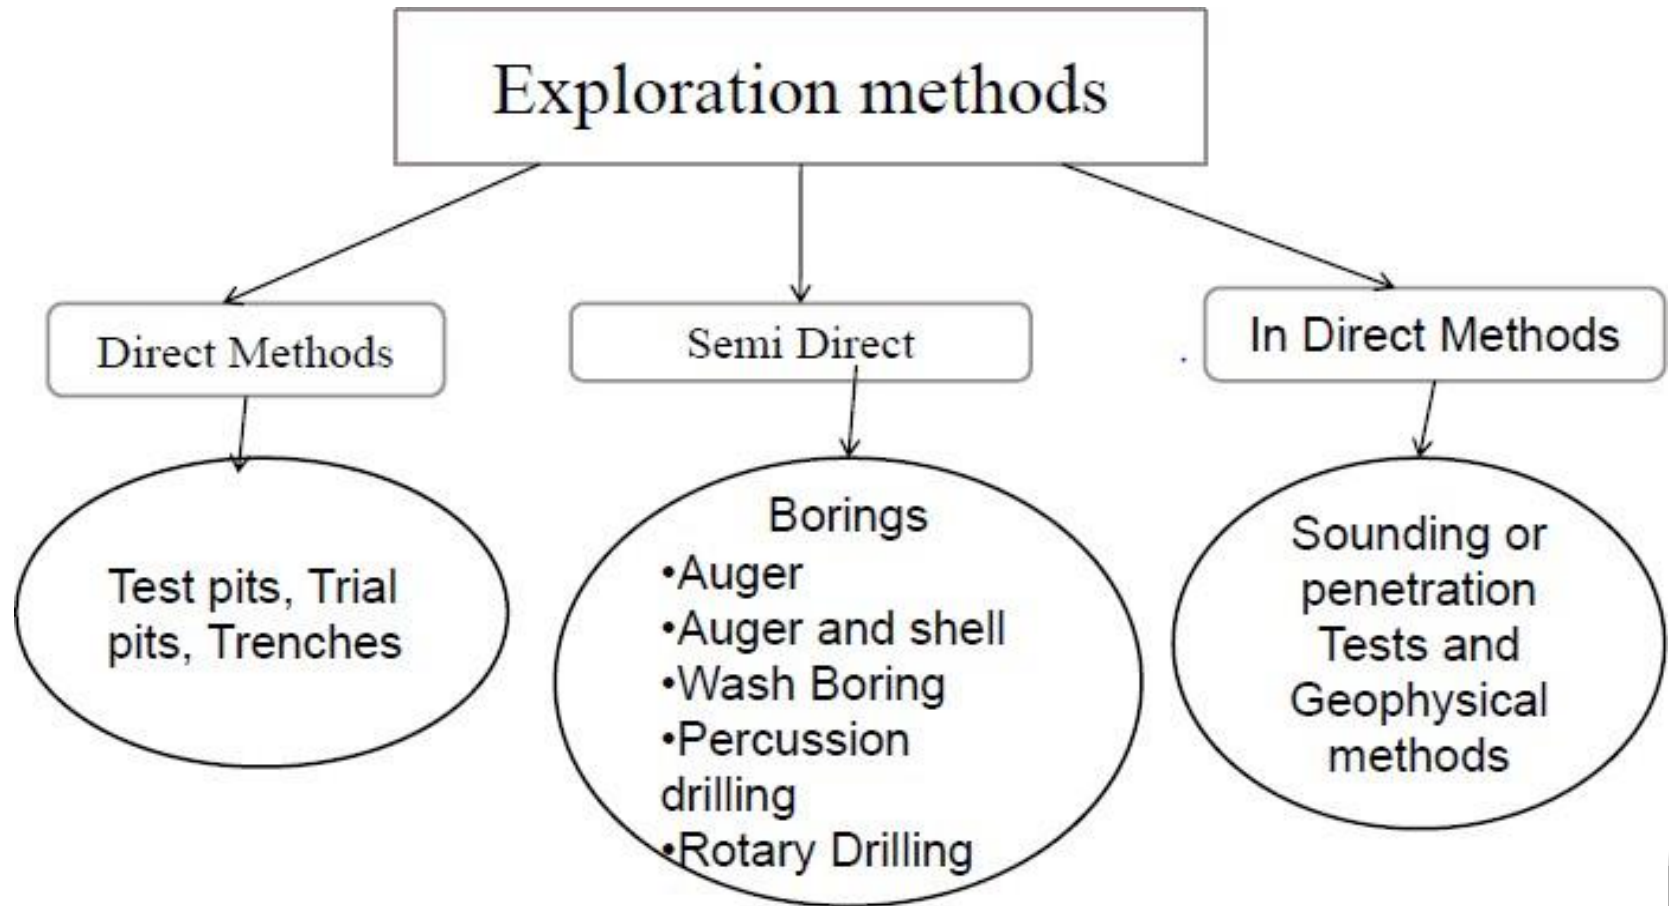 Exploration methods
Direct Methods
Semi Direct
In Direct Methods
Test pits, Trial
pits, Trenches
Borings
•Auger
•Auger and shell
•Wash Boring
•Percussion
drilling
•Rotary Drilling
Sounding or
penetration
Tests and
Geophysical
methods